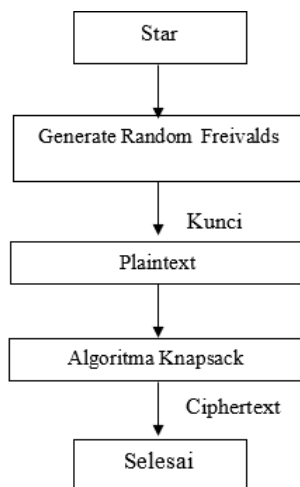 Star
Generate Random Freivalds
Kunci
Plaintext
Algoritma Knapsack
Ciphertext
Selesai